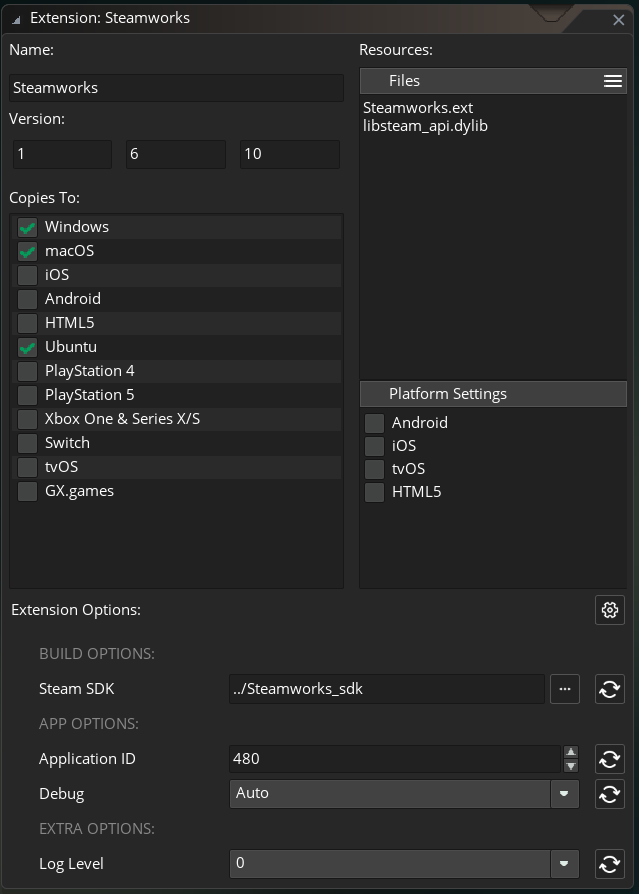 Extension: Steamworks
Name:
Steamworks
Version:
1 6 10
Copies To:
Windows
macOS
iOS
Android
HTML5
Ubuntu
PlayStation 4
PlayStation 5
Xbox One & Series X/S
Switch
tvOS
GX.games
Resources:
Files
Steamworks.ext
libsteam_api.dylib
Platform Settings
Android
iOS
tvOS
HTML5
Extension Options:
BUILD OPTIONS:
Steam SDK ../Steamworks_sdk ...
APP OPTIONS:
Application ID 480
Debug Auto
EXTRA OPTIONS:
Log Level 0